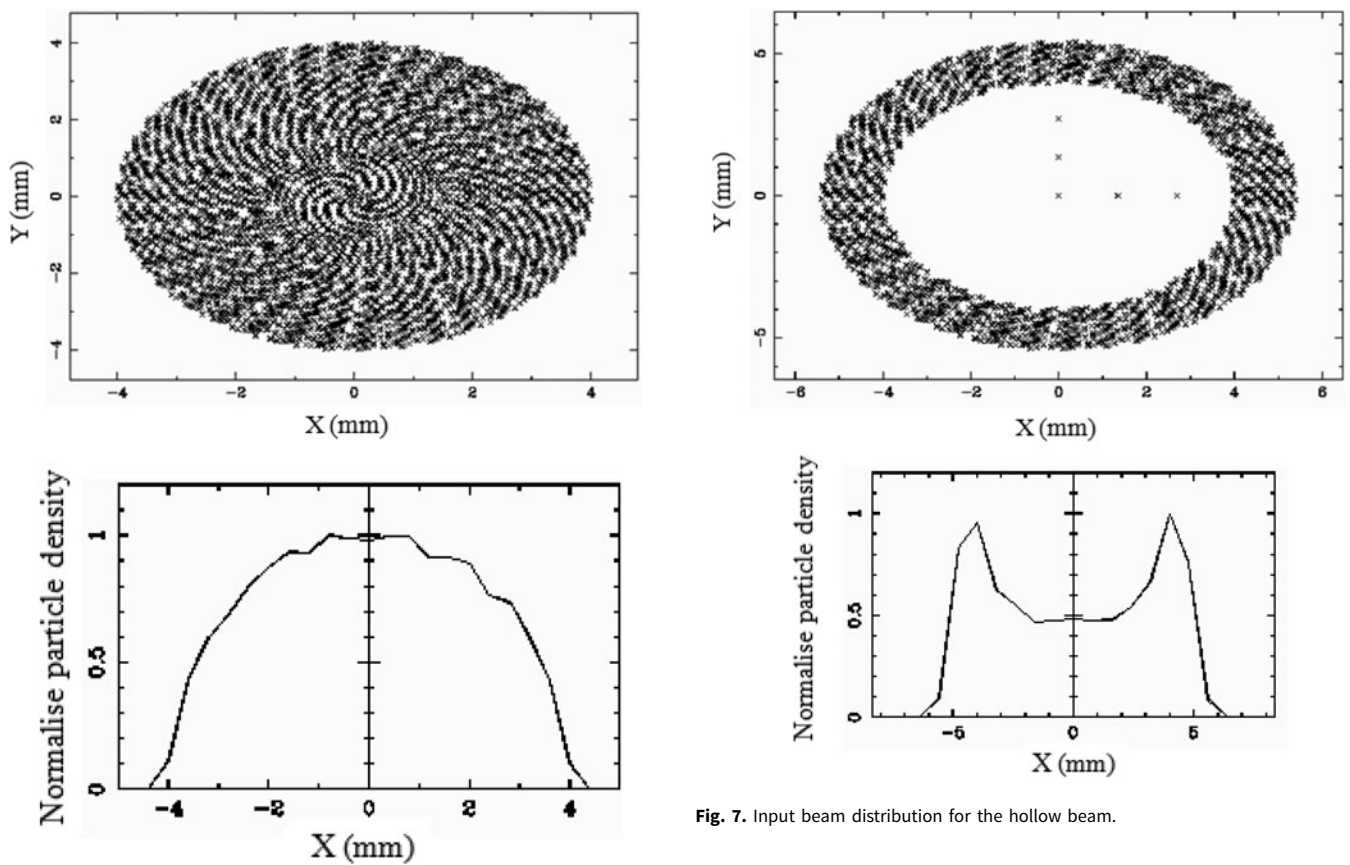 4
2
0
−2
−4
Y (mm)
−4 −2 0 2 4
X (mm)
5
0
−5
Y (mm)
−6 −4 −2 0 2 4 6
X (mm)
1
0.5
0
Normalise particle density
−4 −2 0 2 4
X (mm)
1
0.5
0
Normalise particle density
−5 0 5
X (mm)
Fig. 7. Input beam distribution for the hollow beam.